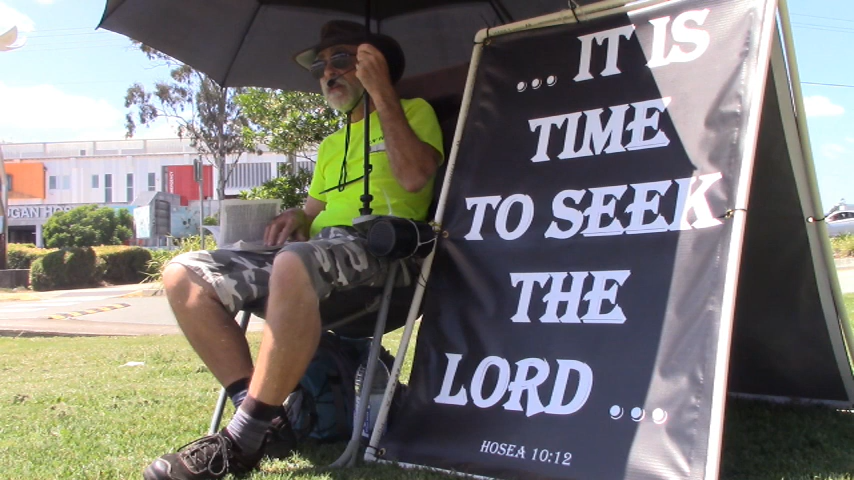 ... IT IS
TIME
TO SEEK
THE
LORD ...
HOSEA 10:12